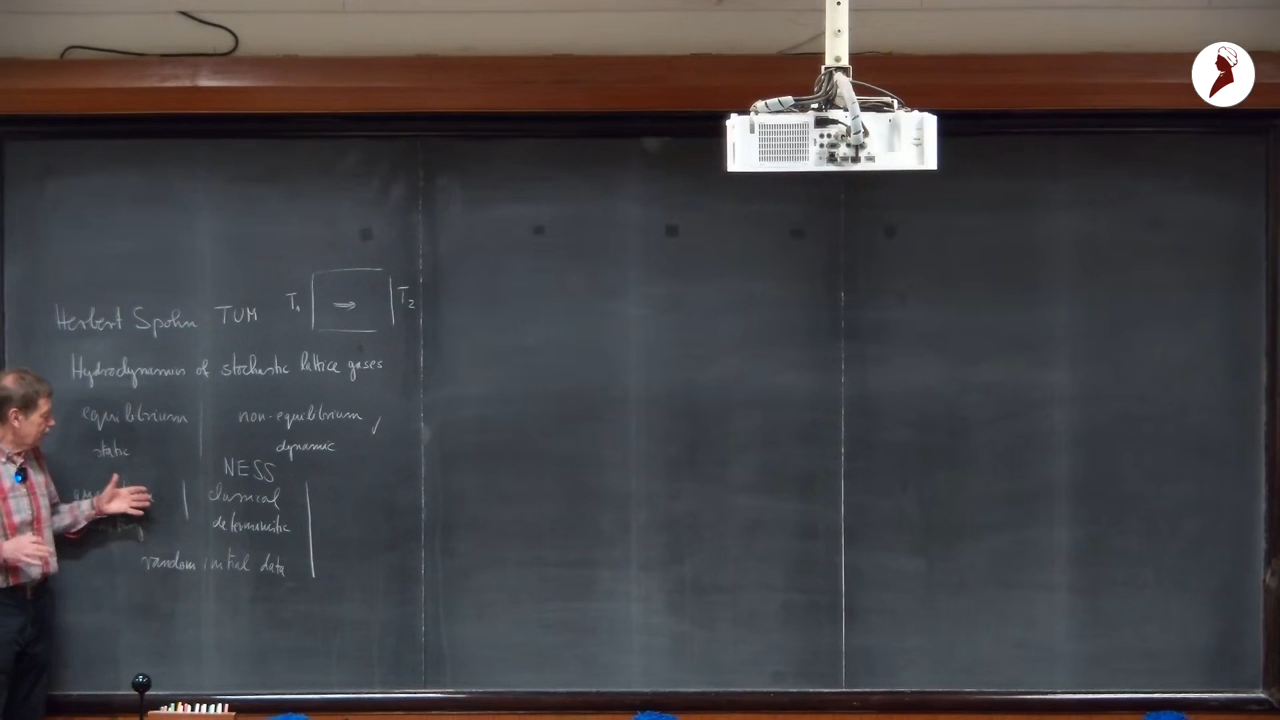 Herbert Spohn TUM T₁ ⇒ T₂
Hydrodynamics of stochastic lattice gases
equilibrium | non-equilibrium ✓
static dynamic
NESS
| classical
deterministic
random initial data